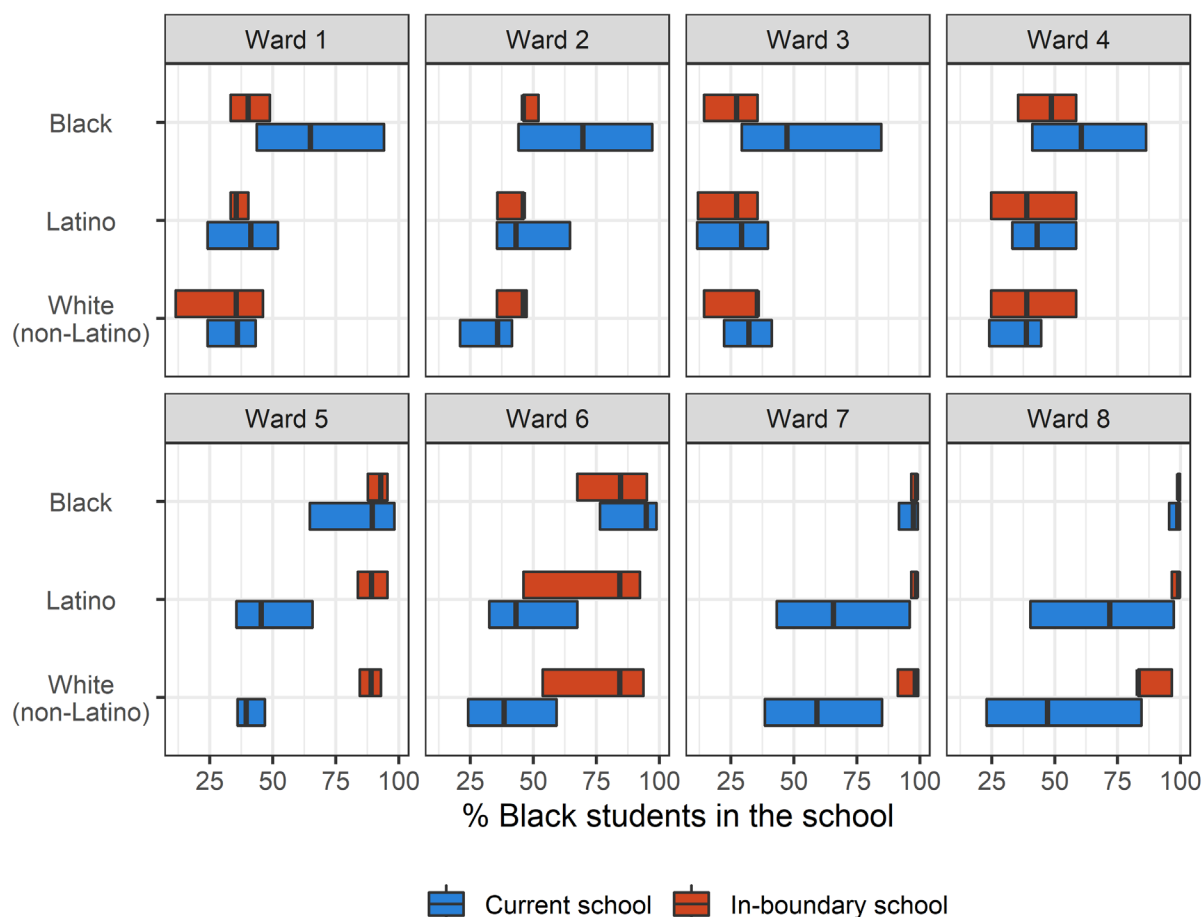 Ward 1
Ward 2
Ward 3
Ward 4
Black
Latino
White
(non-Latino)
Ward 5
Ward 6
Ward 7
Ward 8
Black
Latino
White
(non-Latino)
25 50 75 100 25 50 75 100 25 50 75 100 25 50 75 100
% Black students in the school
Current school In-boundary school